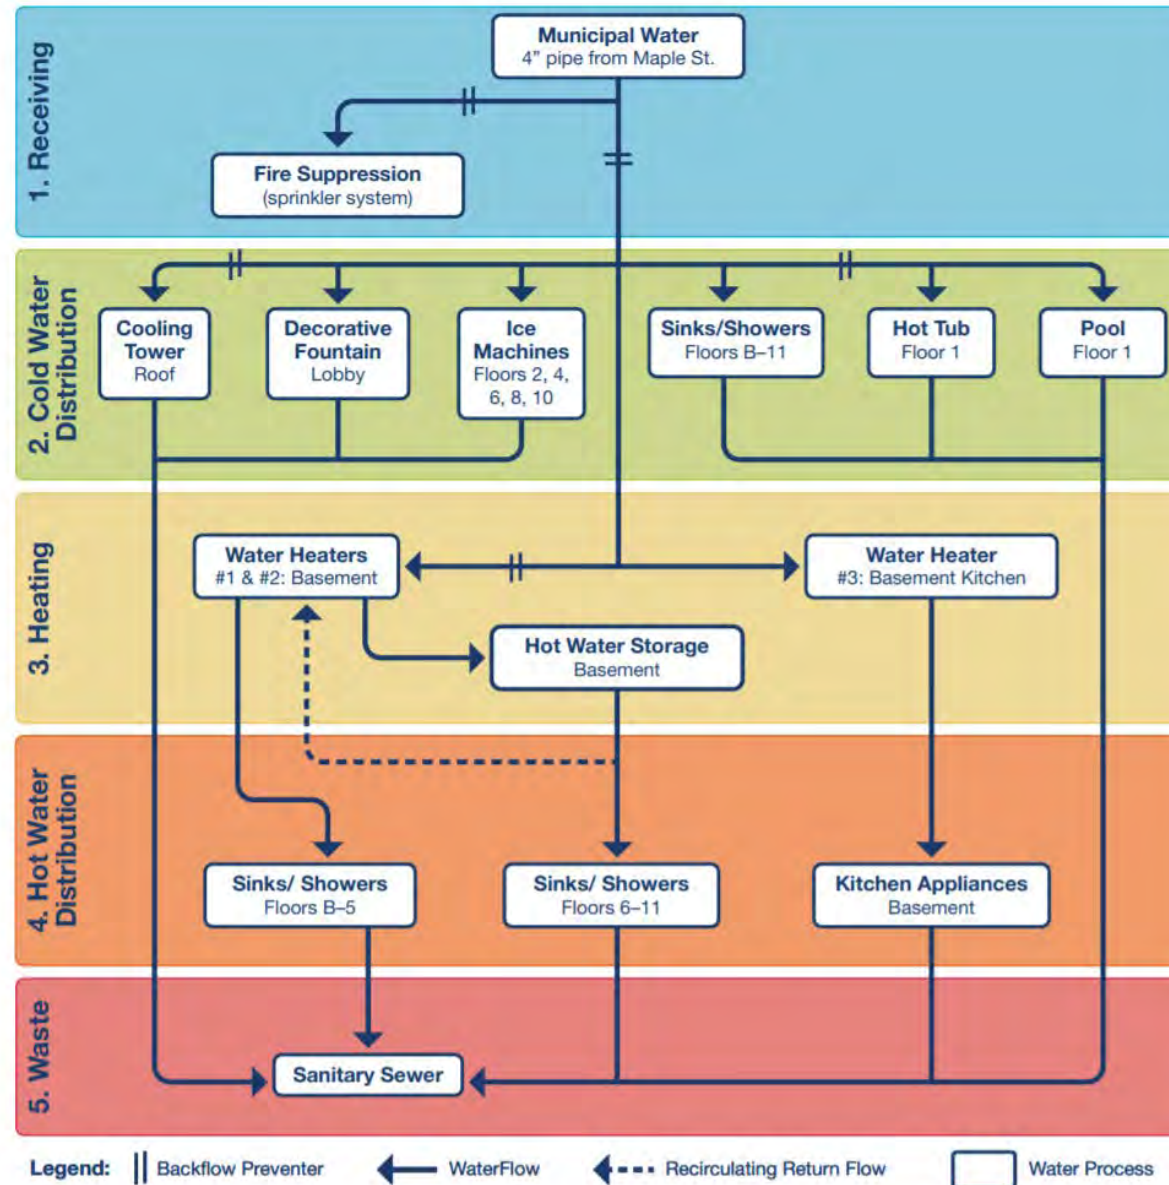 1. Receiving
Municipal Water
4” pipe from Maple St.
Fire Suppression
(sprinkler system)
2. Cold Water
Distribution
Cooling
Tower
Roof
Decorative
Fountain
Lobby
Ice
Machines
Floors 2, 4,
6, 8, 10
Sinks/Showers
Floors B–11
Hot Tub
Floor 1
Pool
Floor 1
3. Heating
Water Heaters
#1 & #2: Basement
Water Heater
#3: Basement Kitchen
Hot Water Storage
Basement
4. Hot Water
Distribution
Sinks/ Showers
Floors B–5
Sinks/ Showers
Floors 6–11
Kitchen Appliances
Basement
5. Waste
Sanitary Sewer
Legend: Backflow Preventer WaterFlow Recirculating Return Flow Water Process